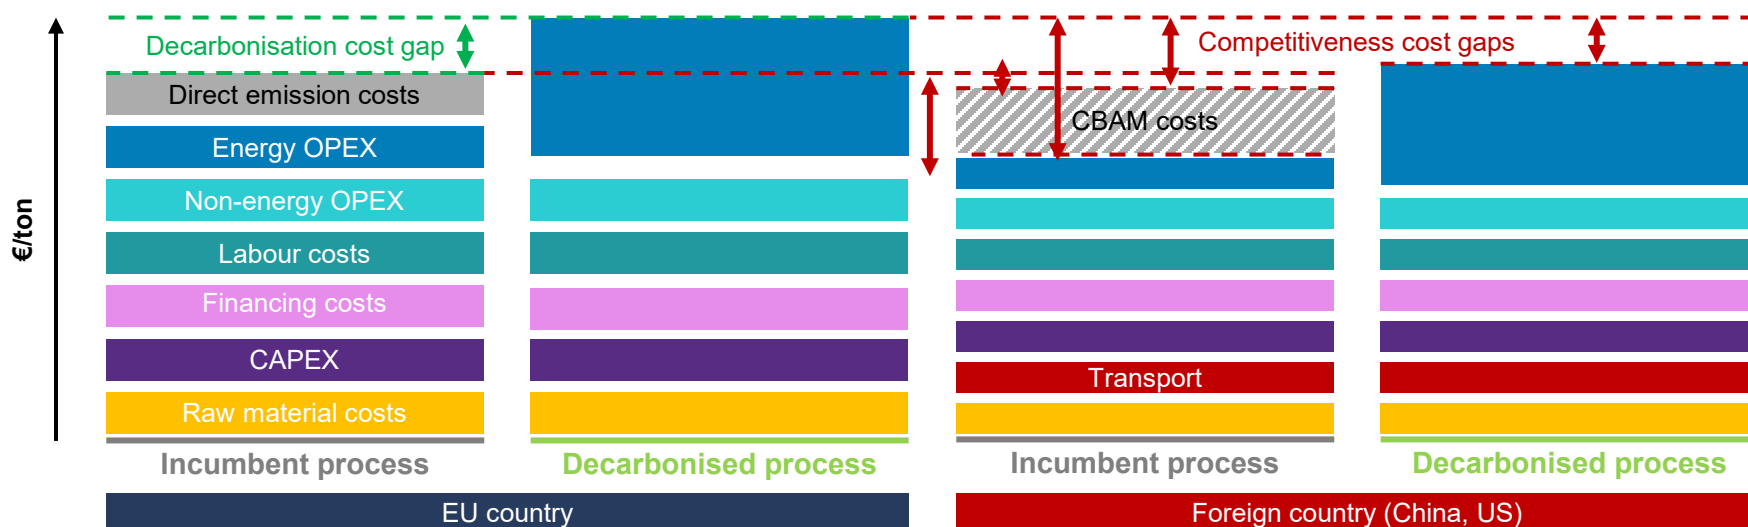 Decarbonisation cost gap
Competitiveness cost gaps
Direct emission costs
CBAM costs
Energy OPEX
Non-energy OPEX
Labour costs
Financing costs
CAPEX
Transport
Raw material costs
€/ton
Incumbent process
Decarbonised process
Incumbent process
Decarbonised process
EU country
Foreign country (China, US)